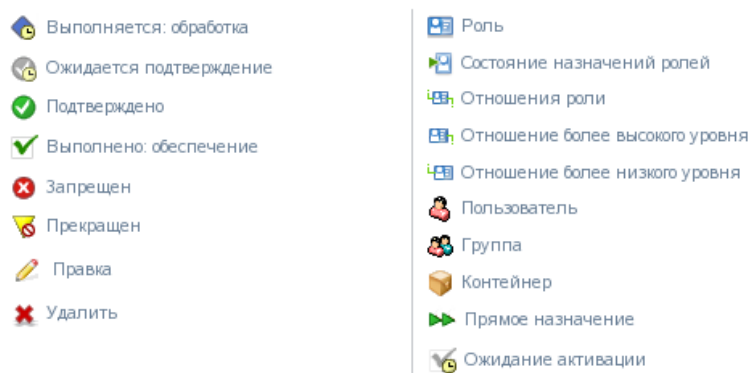 Выполняется: обработка
Ожидается подтверждение
Подтверждено
Выполнено: обеспечение
Запрещен
Прекращен
Правка
Удалить
Роль
Состояние назначений ролей
Отношения роли
Отношение более высокого уровня
Отношение более низкого уровня
Пользователь
Группа
Контейнер
Прямое назначение
Ожидание активации